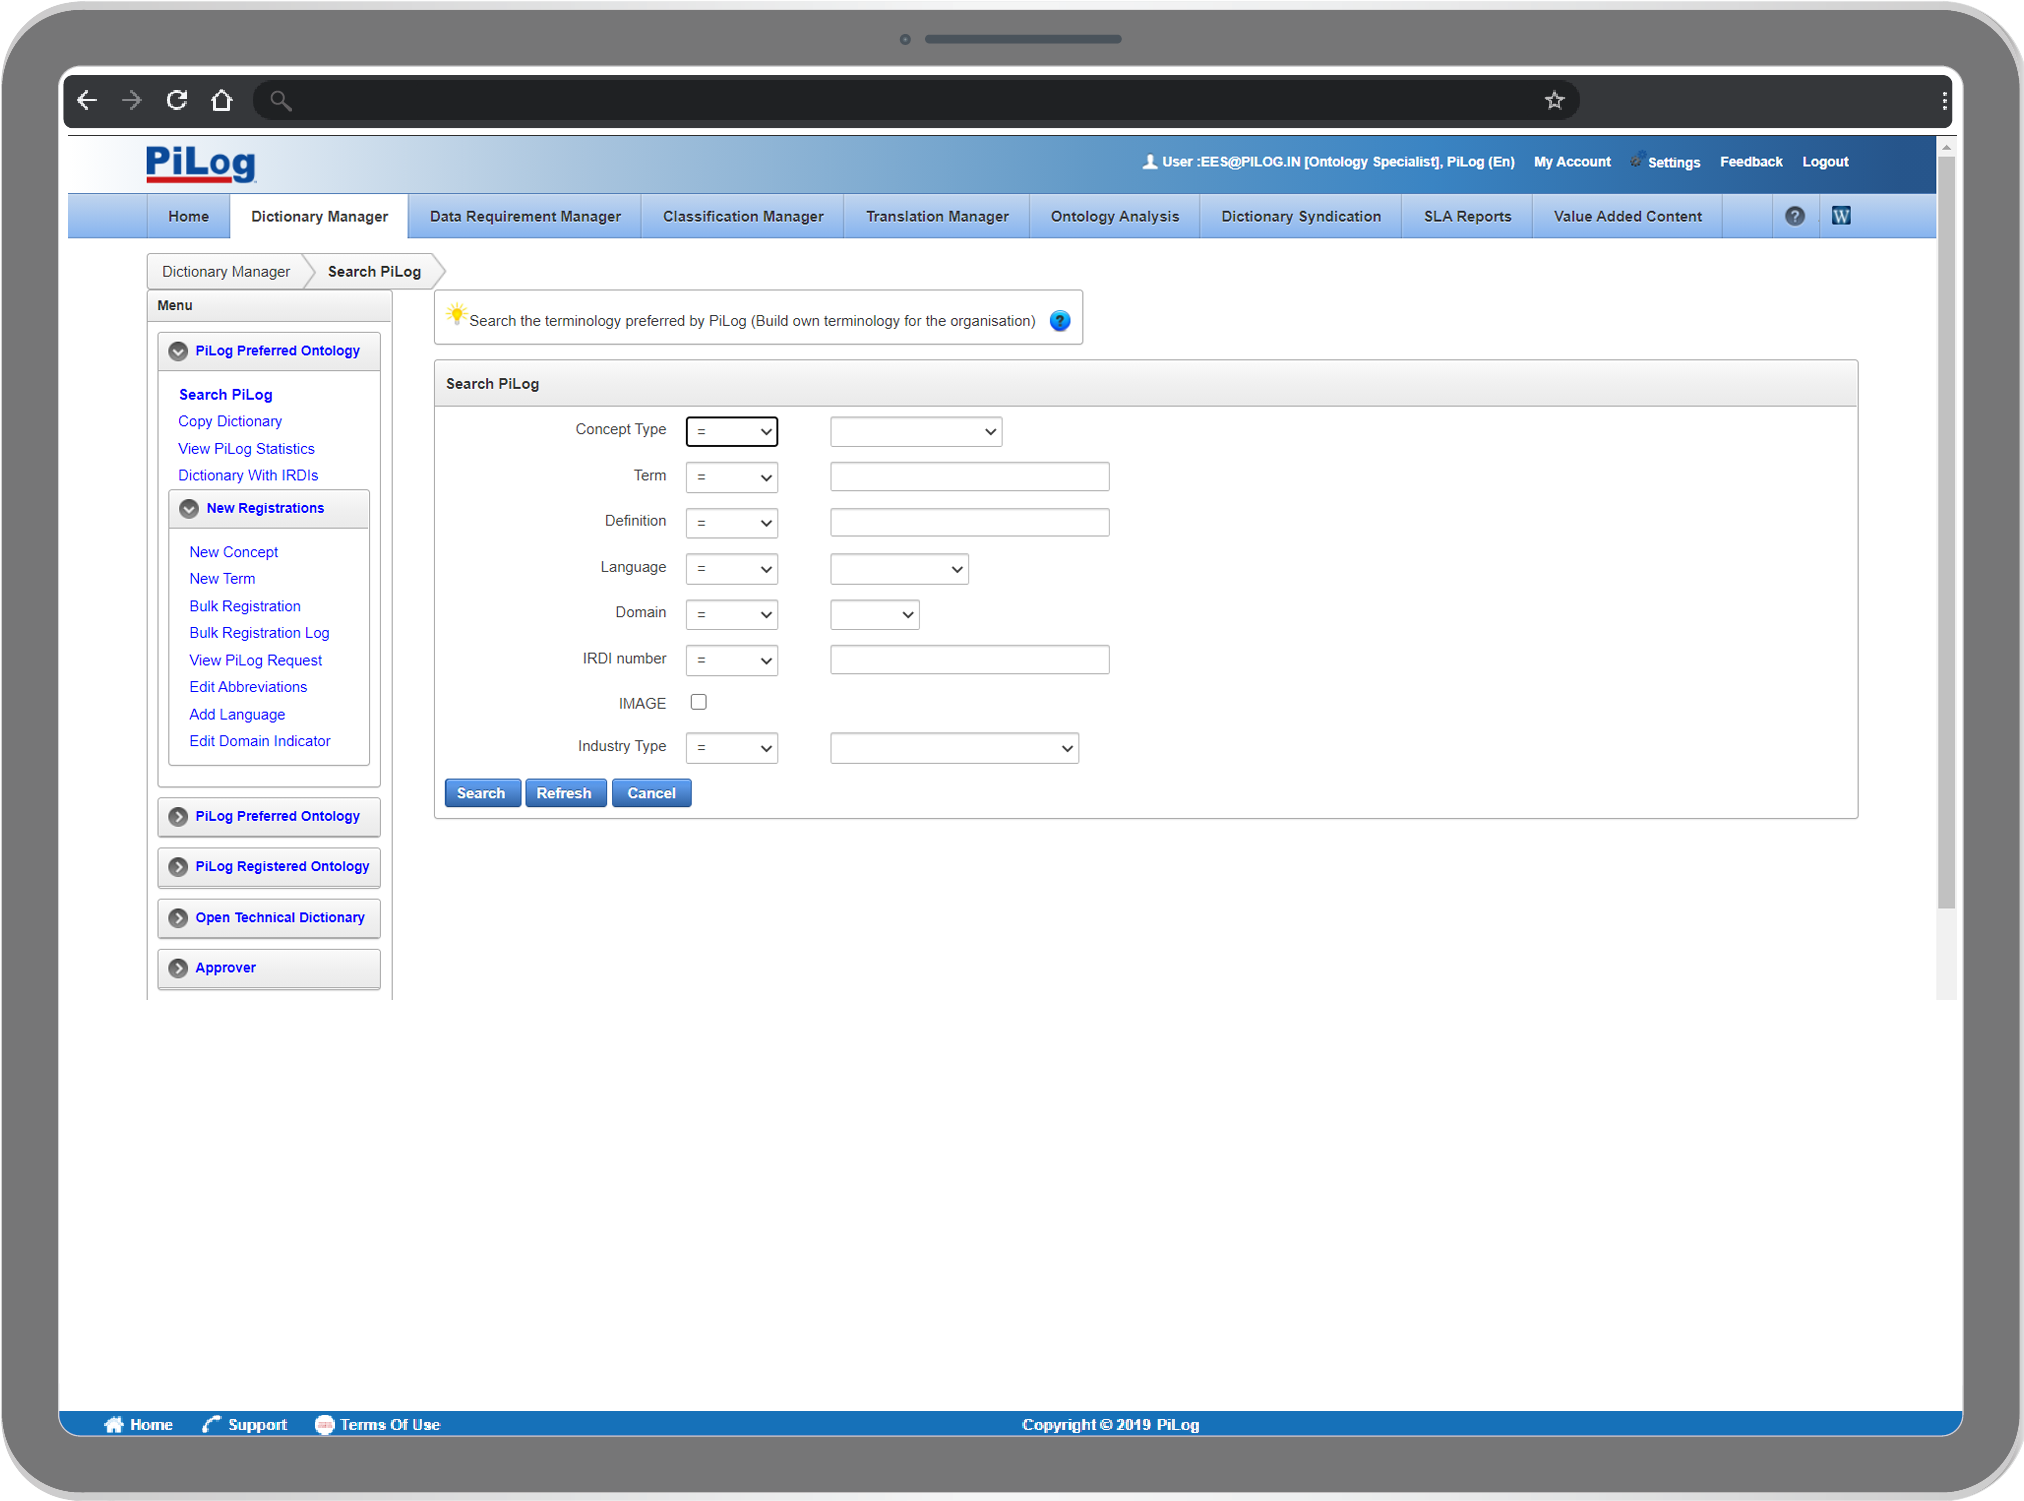 PiLog
User :EES@PILOG.IN [Ontology Specialist], PiLog (En) My Account Settings Feedback Logout
Home Dictionary Manager Data Requirement Manager Classification Manager Translation Manager Ontology Analysis Dictionary Syndication SLA Reports Value Added Content ? W
Dictionary Manager Search PiLog
Menu
Search the terminology preferred by PiLog (Build own terminology for the organisation) ?
PiLog Preferred Ontology
Search PiLog
Copy Dictionary
View PiLog Statistics
Dictionary With IRDIs
New Registrations
New Concept
New Term
Bulk Registration
Bulk Registration Log
View PiLog Request
Edit Abbreviations
Add Language
Edit Domain Indicator
PiLog Preferred Ontology
PiLog Registered Ontology
Open Technical Dictionary
Approver
Search PiLog
Concept Type =
Term =
Definition =
Language =
Domain =
IRDI number =
IMAGE
Industry Type =
Search Refresh Cancel
Home Support Terms Of Use Copyright © 2019 PiLog